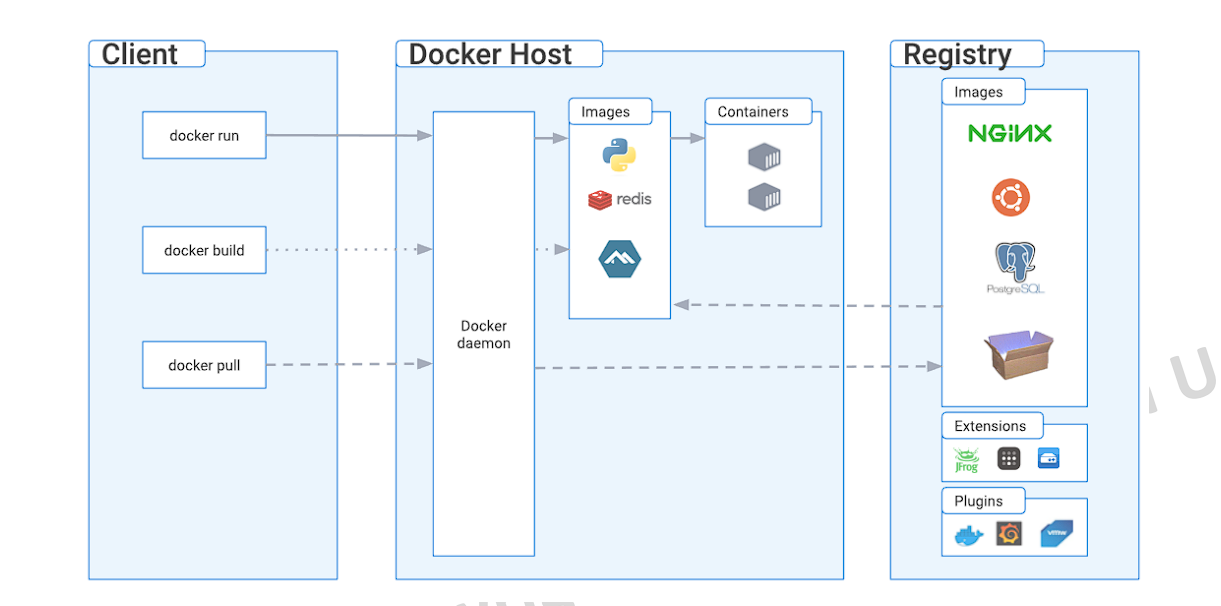 Client
docker run
docker build
docker pull
Docker Host
Docker
daemon
Images
redis
Containers
Registry
Images
NGINX
PostgreSQL
Extensions
JFrog
Plugins
vmw
U